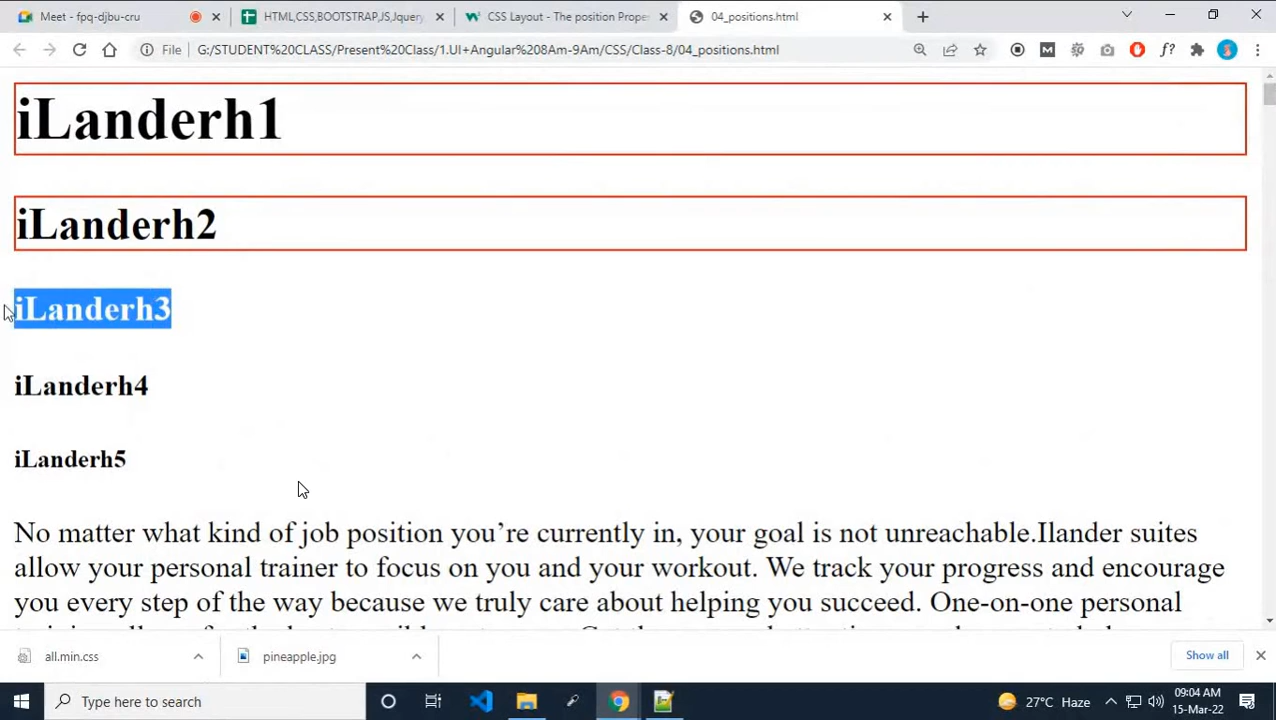 Meet - fpq-djbu-cru
HTML,CSS,BOOTSTRAP,JS,Jquery
CSS Layout - The position Prope
04_positions.html
File
G:/STUDENT%20CLASS/Present%20Class/1.UI+Angular%208Am-9Am/CSS/Class-8/04_positions.html
iLanderh1
iLanderh2
iLanderh3
iLanderh4
iLanderh5
No matter what kind of job position you’re currently in, your goal is not unreachable.Ilander suites
allow your personal trainer to focus on you and your workout. We track your progress and encourage
you every step of the way because we truly care about helping you succeed. One-on-one personal
all.min.css
pineapple.jpg
Show all
Type here to search
27°C Haze
09:04 AM
15-Mar-22